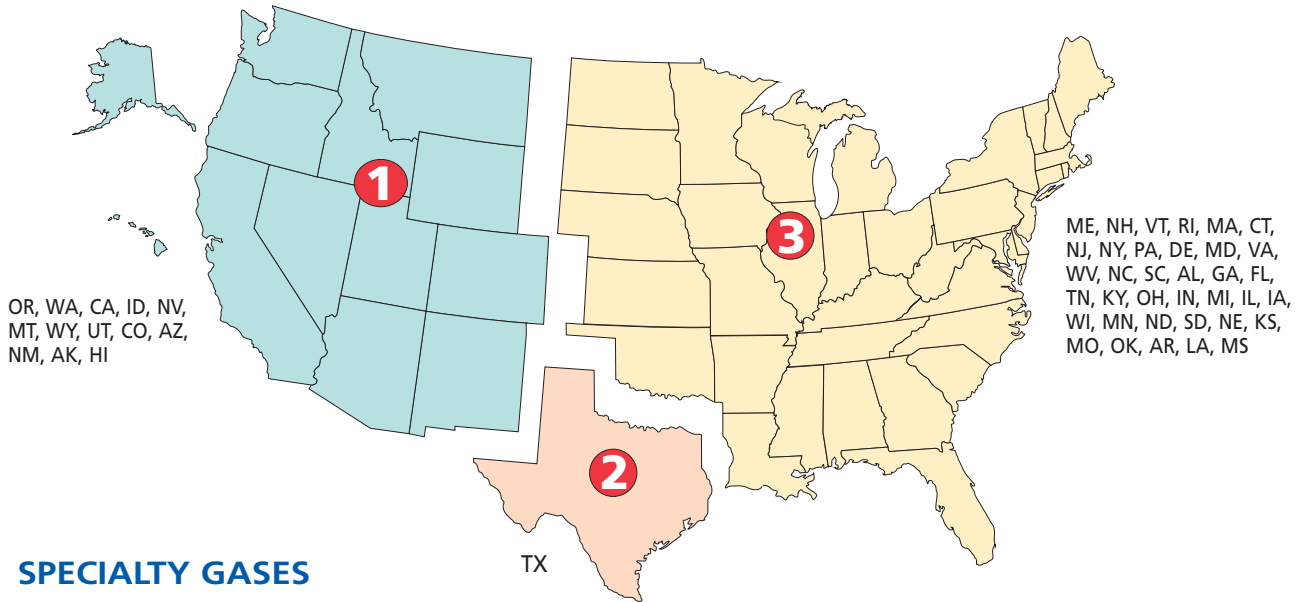 1
OR, WA, CA, ID, NV,
MT, WY, UT, CO, AZ,
NM, AK, HI
3
ME, NH, VT, RI, MA, CT,
NJ, NY, PA, DE, MD, VA,
WV, NC, SC, AL, GA, FL,
TN, KY, OH, IN, MI, IL, IA,
WI, MN, ND, SD, NE, KS,
MO, OK, AR, LA, MS
2
TX
SPECIALTY GASES